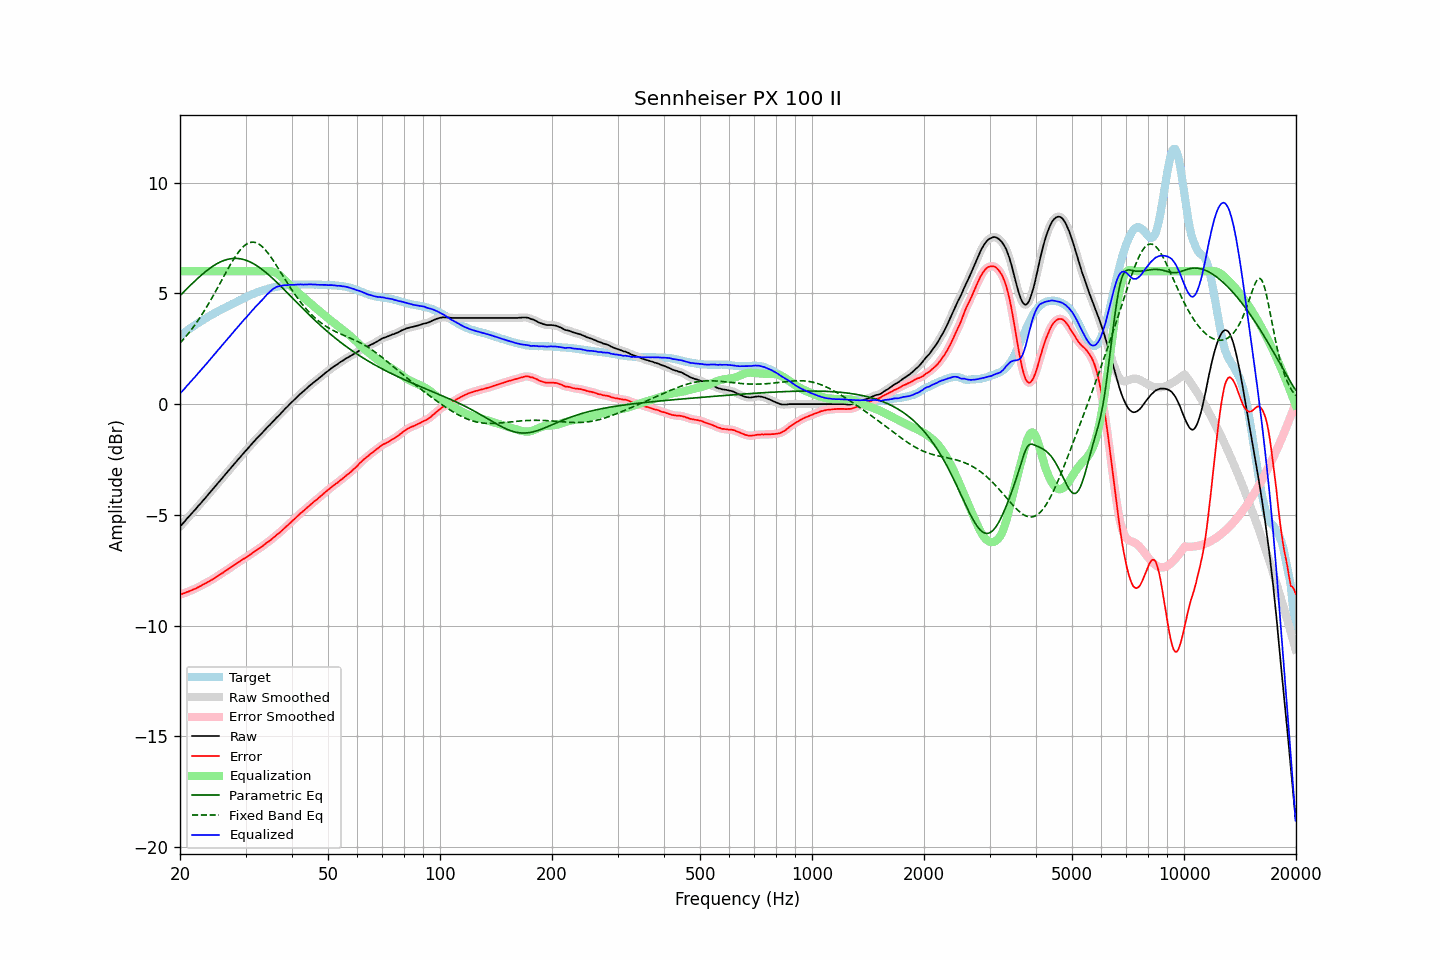 Sennheiser PX 100 II
Amplitude (dBr)
10
5
0
−5
−10
−15
−20
Target
Raw Smoothed
Error Smoothed
Raw
Error
Equalization
Parametric Eq
Fixed Band Eq
Equalized
20 50 100 200 500 1000 2000 5000 10000 20000
Frequency (Hz)